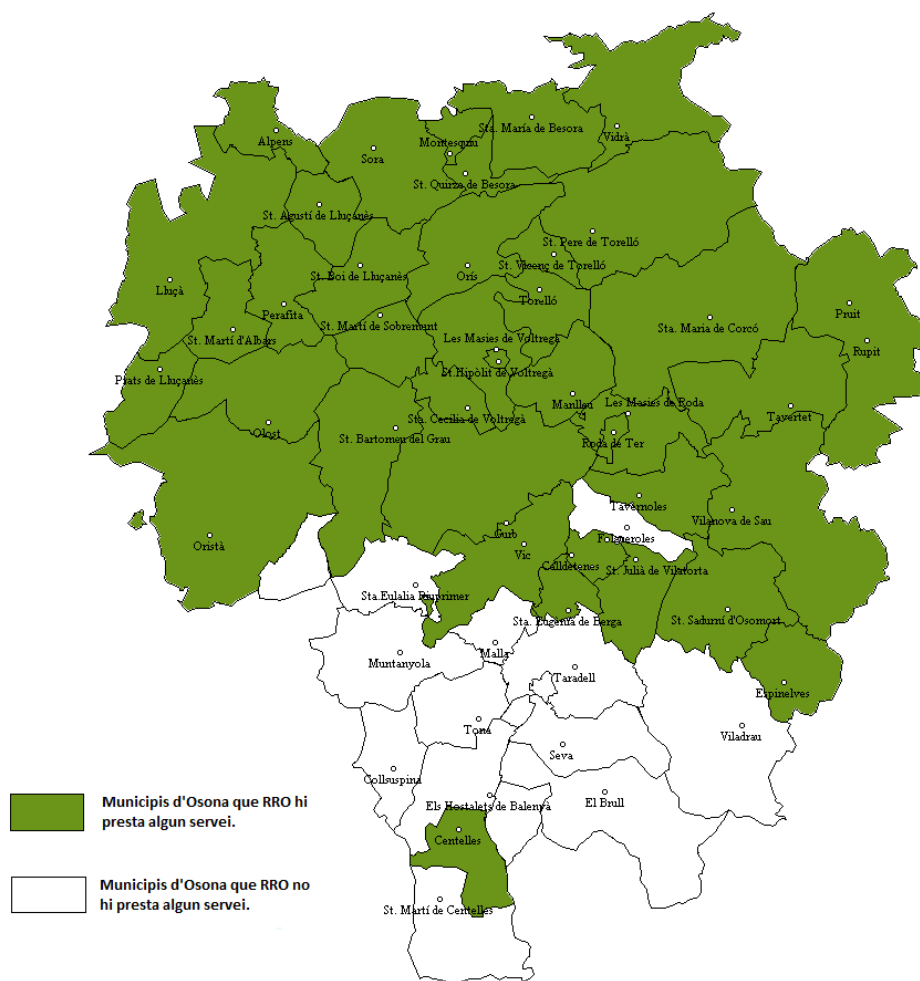 Sta. María de Besora
Vidrà
Alpens
Montesquiu
Sora
St. Quirze de Besora
St. Agustí de Lluçanès
St. Pere de Torelló
St. Vicenç de Torelló
St. Boi de Lluçanès
Orís
Lluçà
Torelló
Perafita
Pruit
St. Martí de Sobremunt
Sta. Maria de Corcó
St. Martí d'Albars
Les Masies de Voltregà
Rupit
St. Hipòlit de Voltregà
Prats de Lluçanès
Manlleu
Les Masies de Roda
Sta. Cecilia de Voltregà
Tavertet
Olost
St. Bartomeu del Grau
Roda de Ter
Tavèrnoles
Vilanova de Sau
Gurb
Folgueroles
Oristà
Vic
Calldetenes
St. Julià de Vilatorta
Sta. Eulalia Riuprimer
Sta. Eugenia de Berga
St. Sadurní d'Osomort
Malla
Muntanyola
Taradell
Espinelves
Tona
Viladrau
Seva
Collsuspina
Els Hostalets de Balenyà
El Brull
Municipis d'Osona que RRO hi
presta algun servei.
Centelles
Municipis d'Osona que RRO no
hi presta algun servei.
St. Martí de Centelles